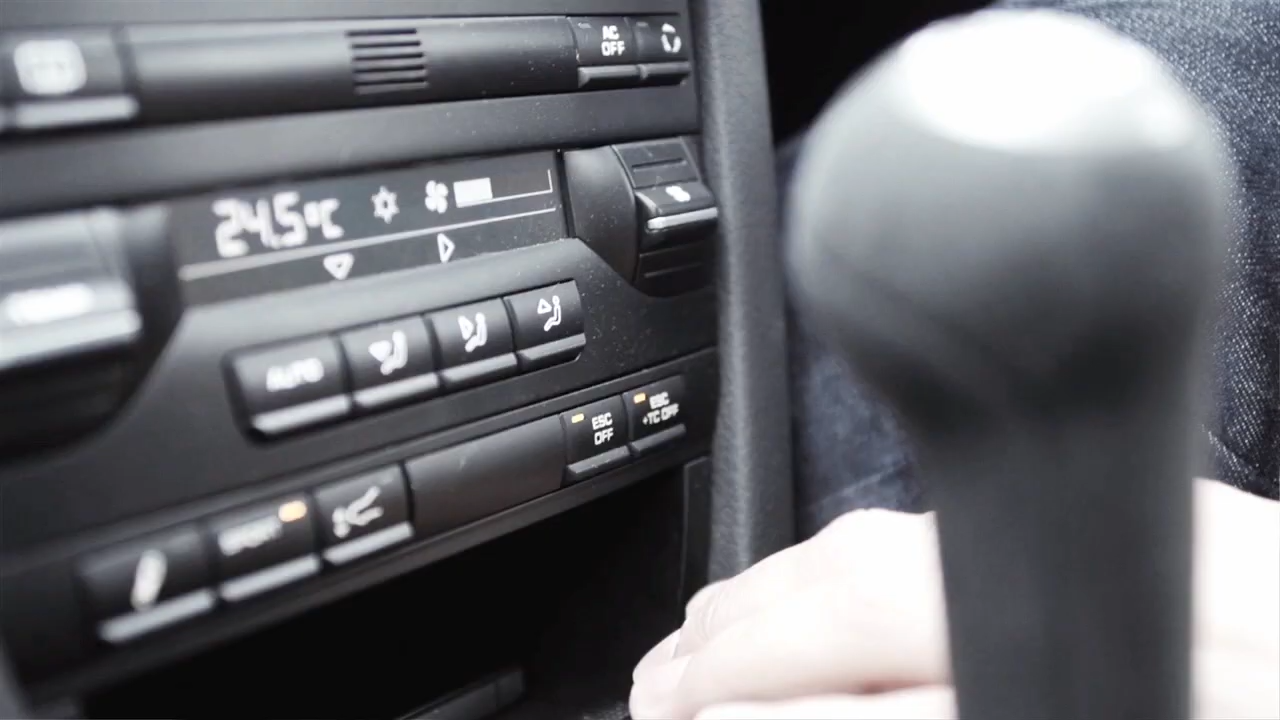 AC
OFF
24.5°C
AUTO
ESC
OFF
ESC
+TC OFF
SPORT